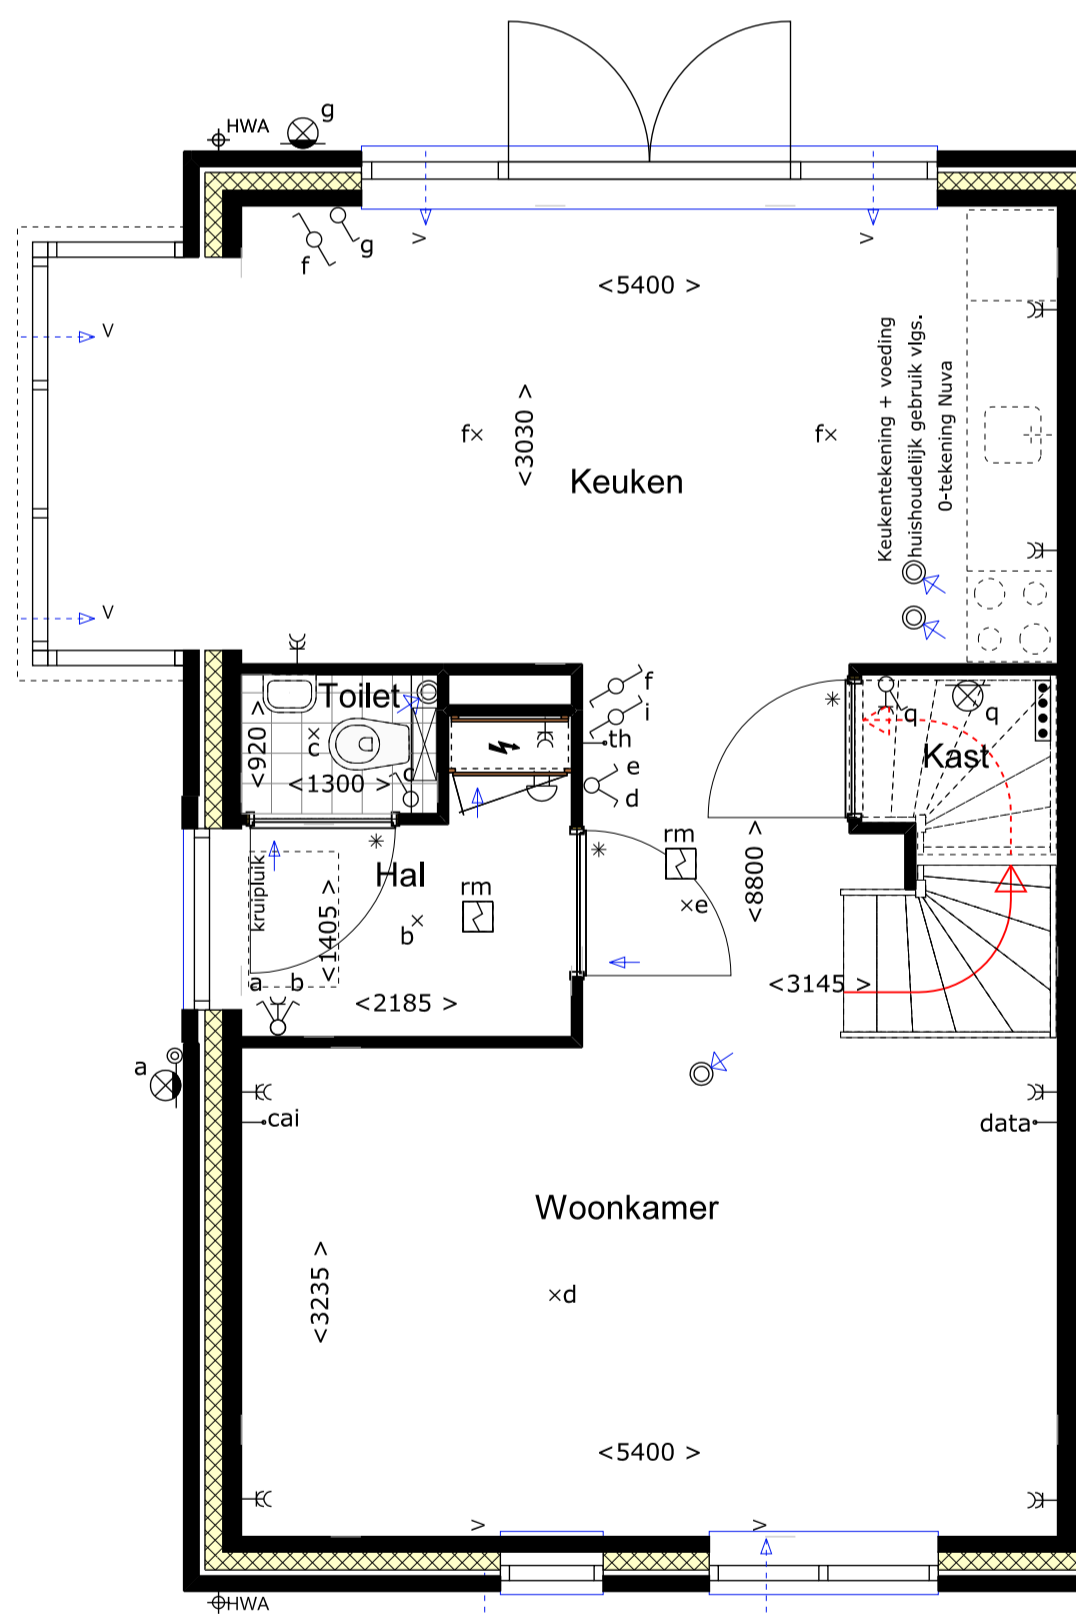 g
HWA
f
g
V
V
<5400 >
V
Keukentekening + voeding
huishoudelijk gebruik vlgs.
0-tekening Nuva
f×
<3030 >
f×
Keuken
V
Toilet
f
i
th
e
d
c
<920 >
<1300 >
c
q
q
Kast
rm
kruipluik
Hal
rm
<1405 >
b
<8800 >
e
a
b
<2185 >
<3145 >
a
cai
data
Woonkamer
<3235 >
×d
<5400 >
V
V
HWA